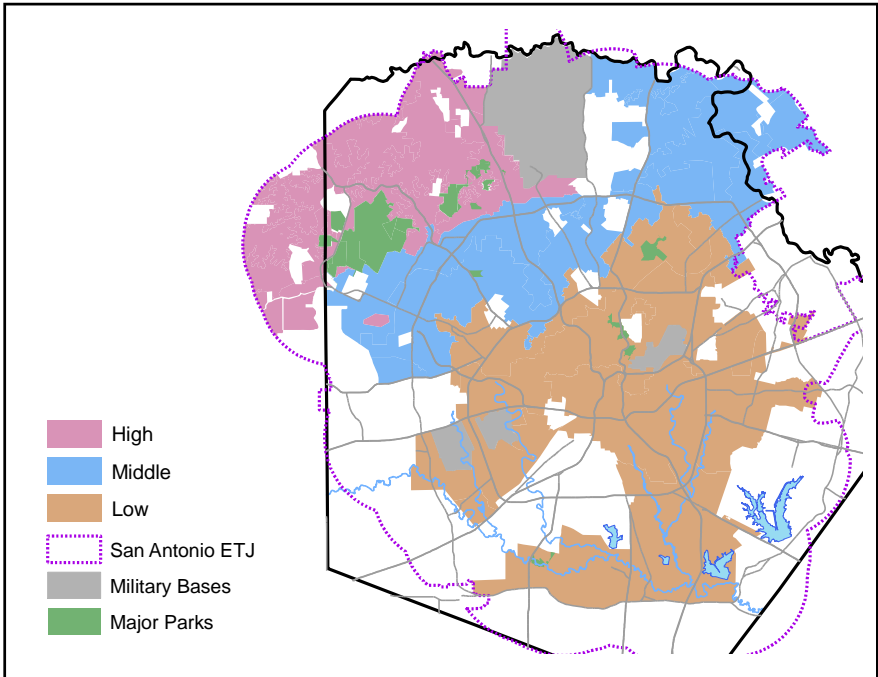 High
Middle
Low
San Antonio ETJ
Military Bases
Major Parks